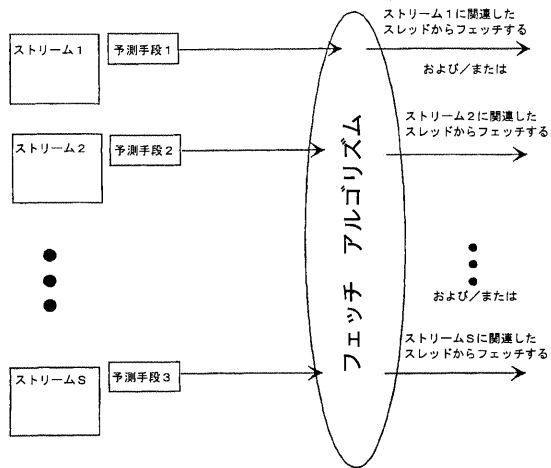 ストリーム1に関連した
スレッドからフェッチする
ストリーム1
予測手段1
および/または
ストリーム2に関連した
スレッドからフェッチする
ストリーム2
予測手段2
フェッチ アルゴリズム
および/または
ストリームSに関連した
スレッドからフェッチする
ストリームS
予測手段3